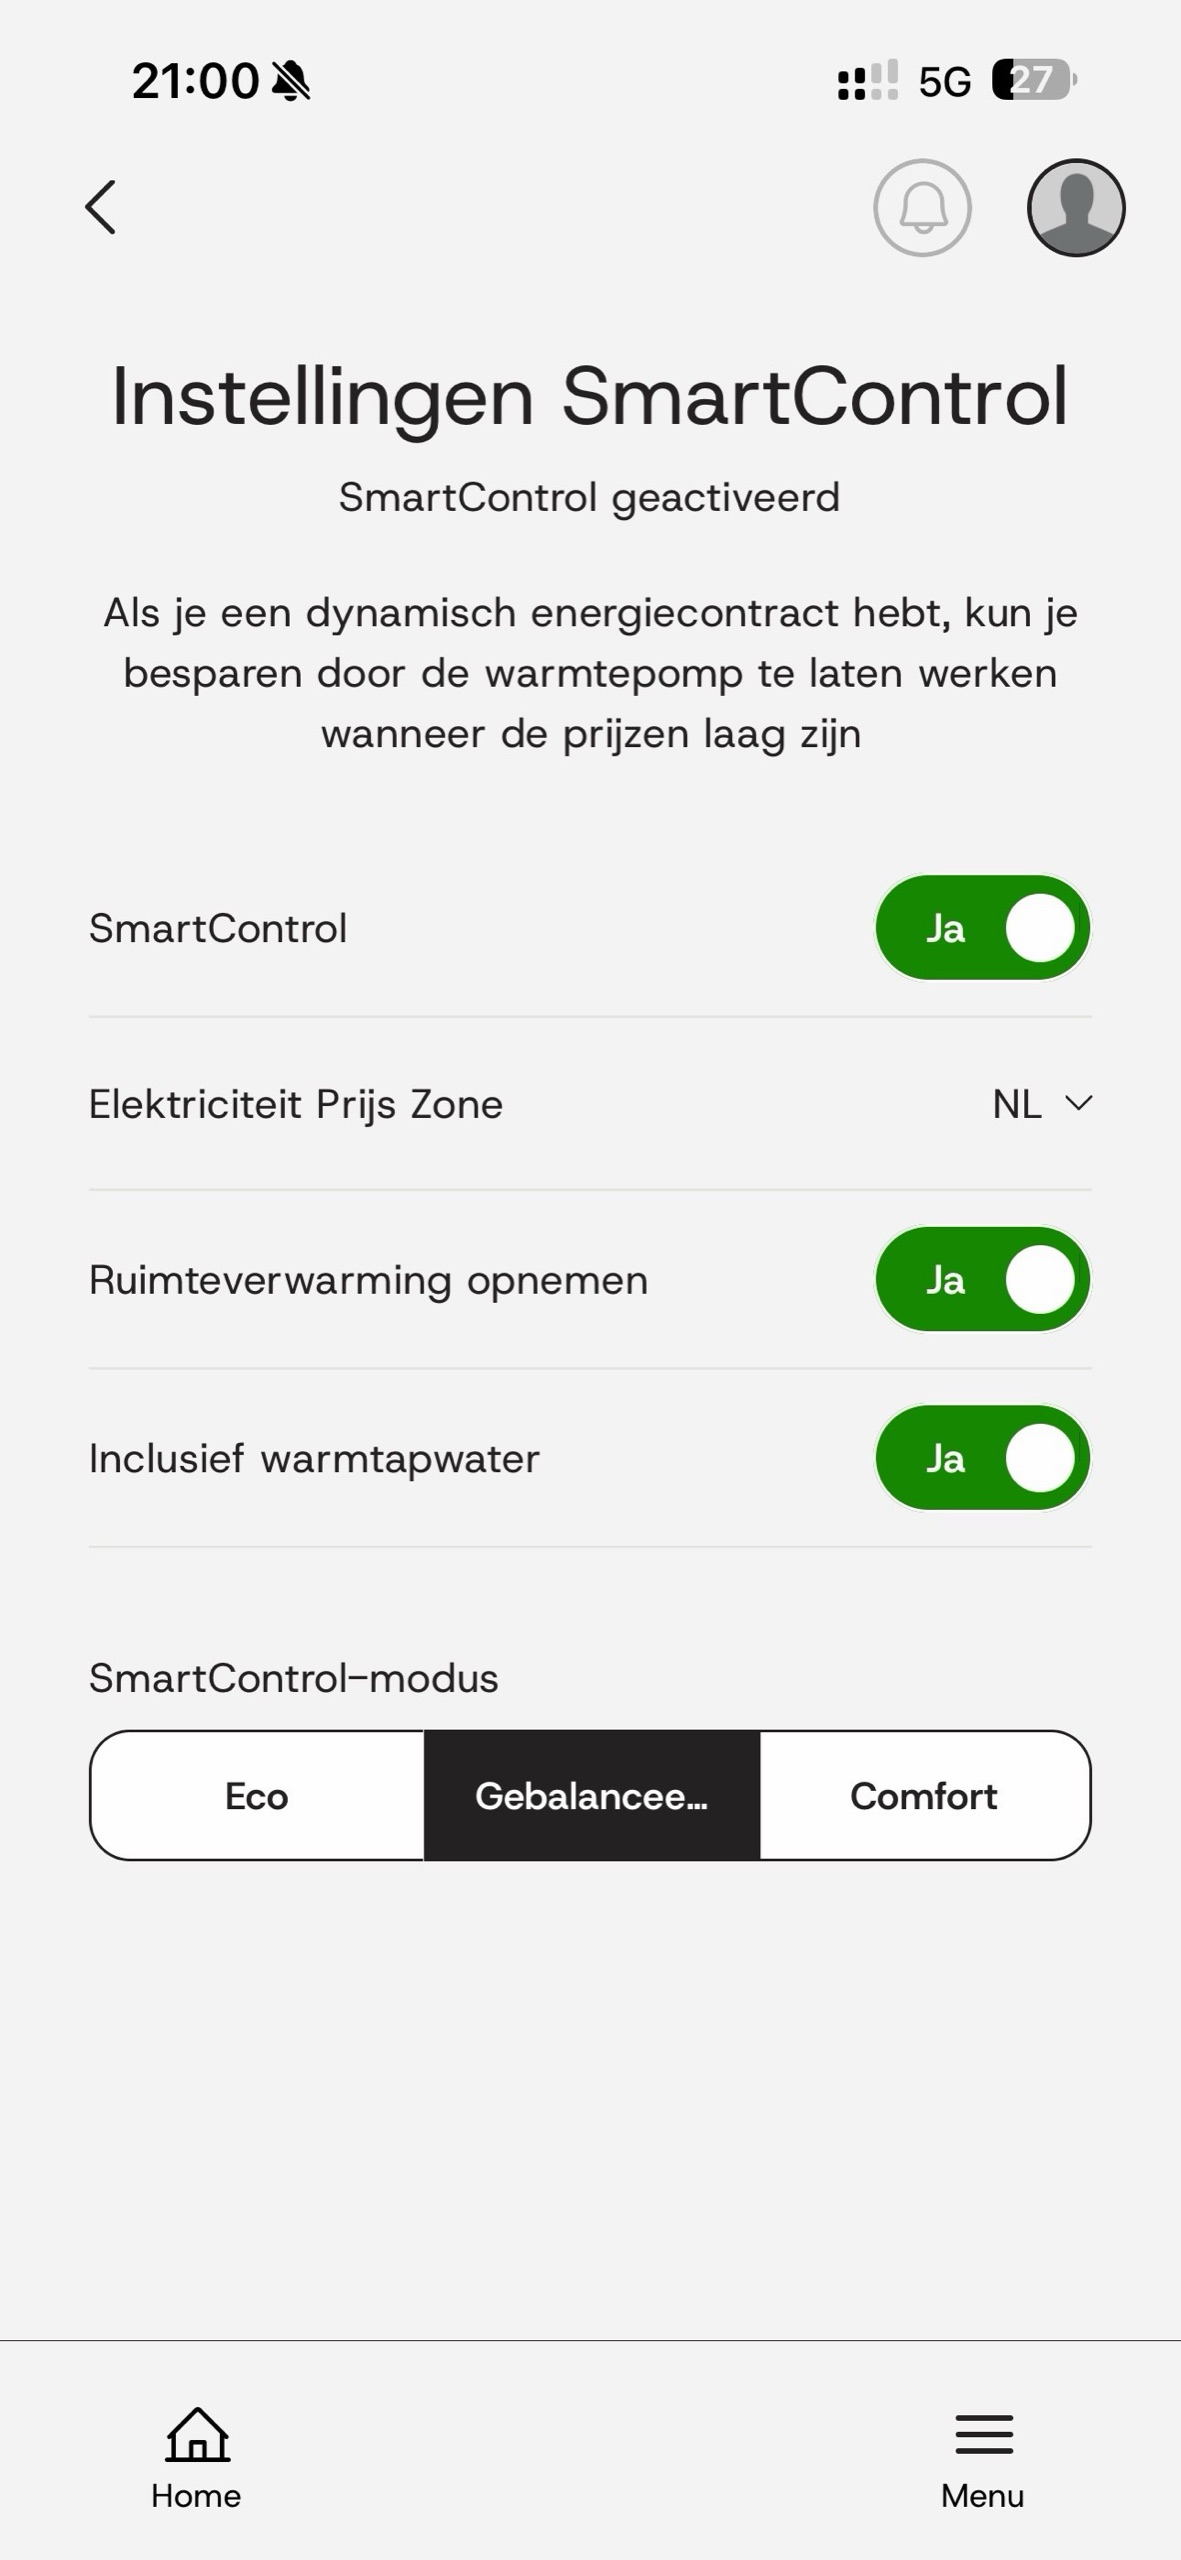 21:00
5G
27
Instellingen SmartControl
SmartControl geactiveerd
Als je een dynamisch energiecontract hebt, kun je
besparen door de warmtepomp te laten werken
wanneer de prijzen laag zijn
SmartControl
Ja
Elektriciteit Prijs Zone
NL
Ruimteverwarming opnemen
Ja
Inclusief warmtapwater
Ja
SmartControl-modus
Eco
Gebalancee...
Comfort
Home
Menu